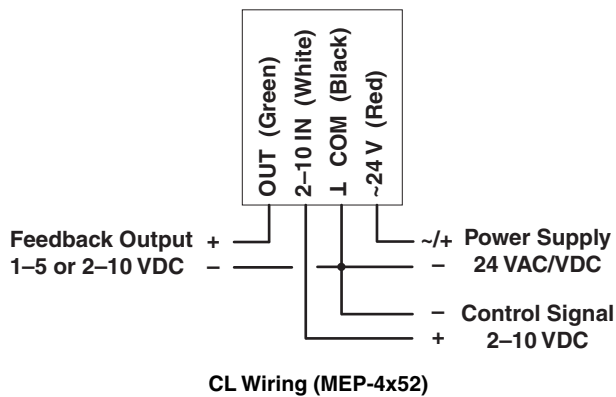 OUT (Green)
2–10 IN (White)
⊥ COM (Black)
~24 V (Red)
Feedback Output +
1–5 or 2–10 VDC –
~/+ Power Supply
– 24 VAC/VDC
– Control Signal
+ 2–10 VDC
CL Wiring (MEP-4x52)